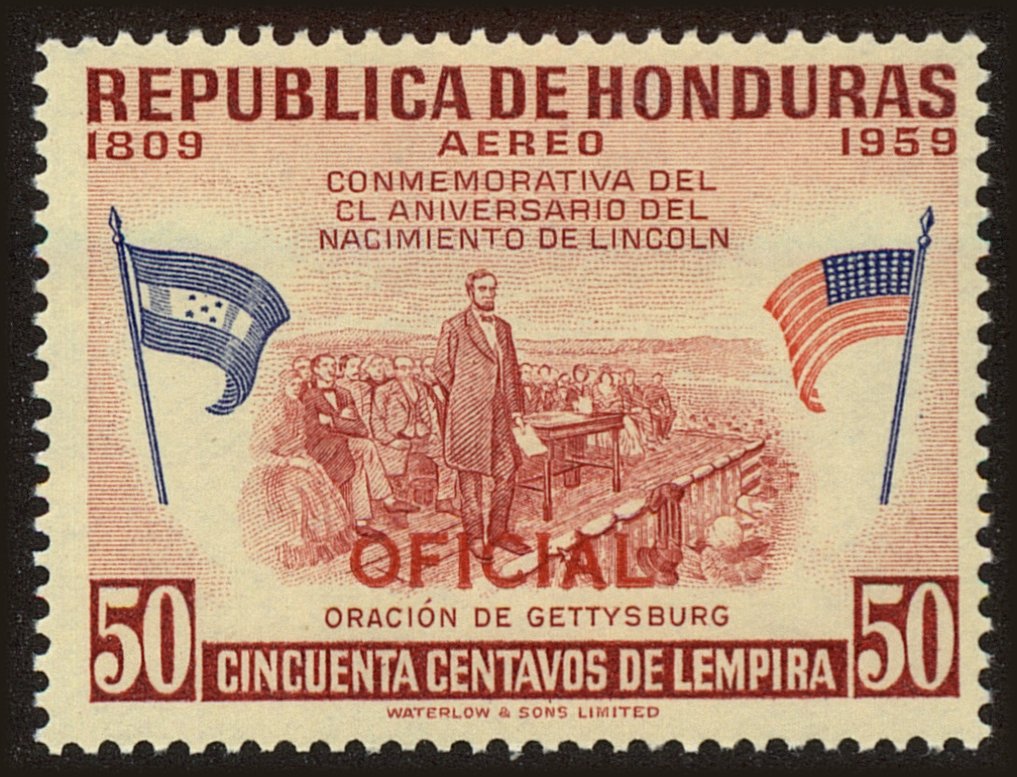 REPUBLICA DE HONDURAS
1809 AEREO 1959
CONMEMORATIVA DEL
CL ANIVERSARIO DEL
NACIMIENTO DE LINCOLN
OFICIAL.
ORACIÓN DE GETTYSBURG
50 CINCUENTA CENTAVOS DE LEMPIRA 50
WATERLOW & SONS LIMITED